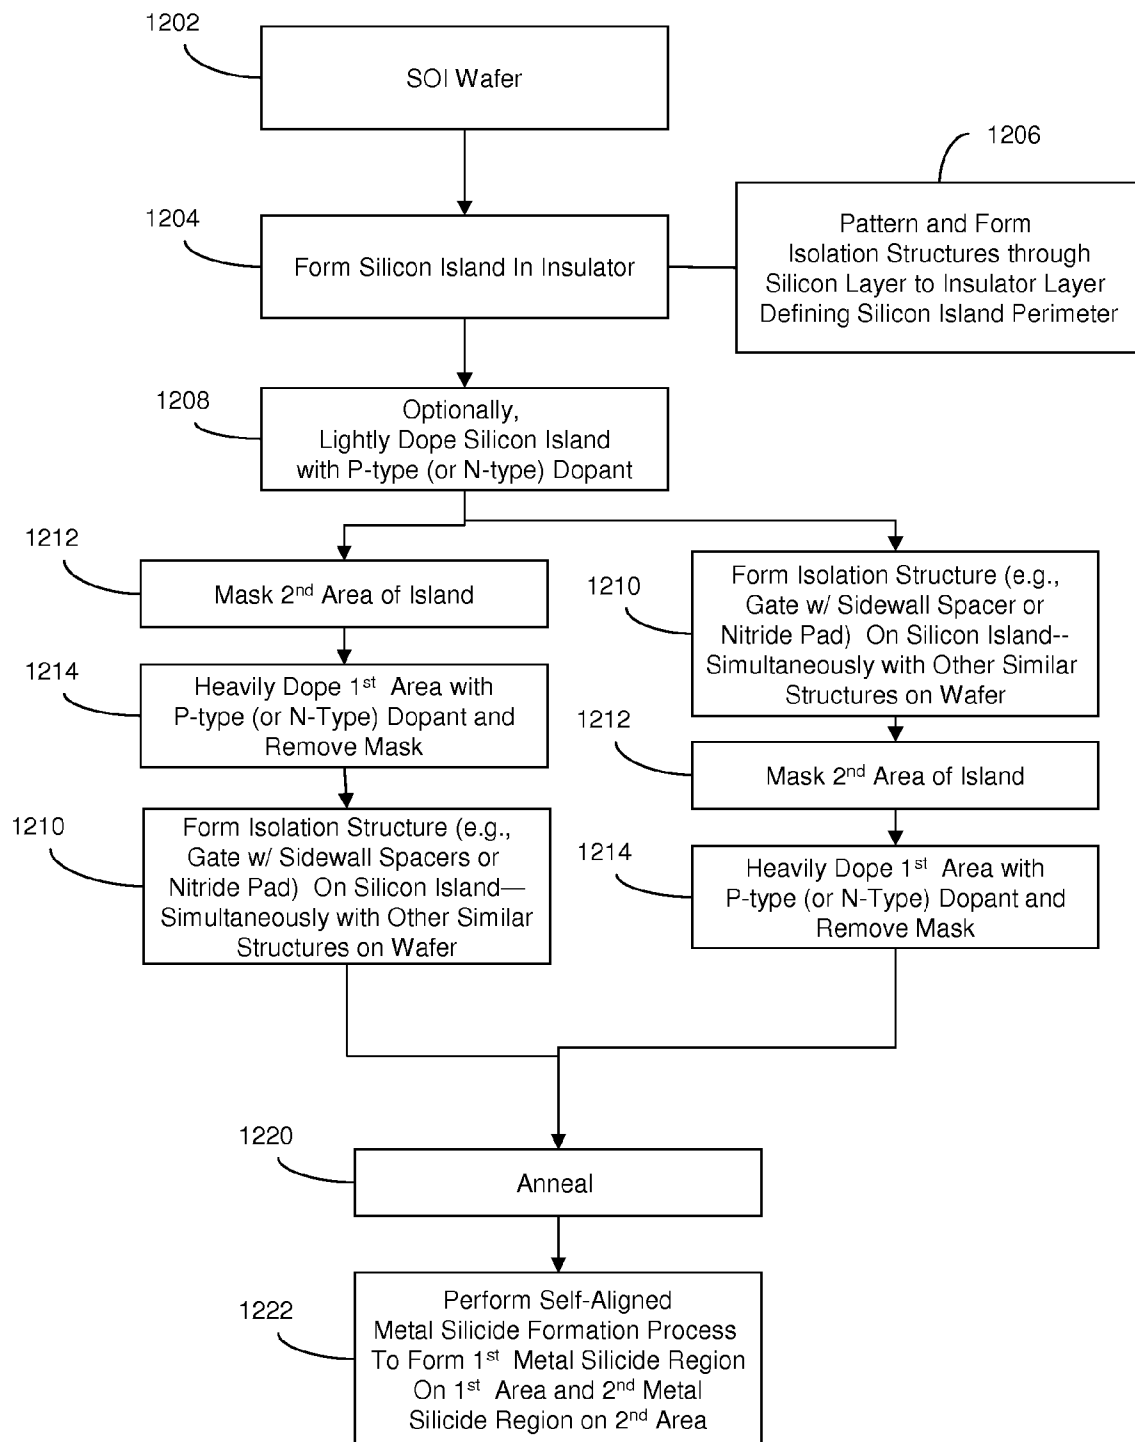 1202
SOI Wafer
1206
Pattern and Form
Isolation Structures through
Silicon Layer to Insulator Layer
Defining Silicon Island Perimeter
1204
Form Silicon Island In Insulator
1208
Optionally,
Lightly Dope Silicon Island
with P-type (or N-type) Dopant
1212
Mask 2nd Area of Island
1214
Heavily Dope 1st Area with
P-type (or N-Type) Dopant and
Remove Mask
1210
Form Isolation Structure (e.g.,
Gate w/ Sidewall Spacers or
Nitride Pad) On Silicon Island—
Simultaneously with Other Similar
Structures on Wafer
1210
Form Isolation Structure (e.g.,
Gate w/ Sidewall Spacer or
Nitride Pad) On Silicon Island--
Simultaneously with Other Similar
Structures on Wafer
1212
Mask 2nd Area of Island
1214
Heavily Dope 1st Area with
P-type (or N-Type) Dopant and
Remove Mask
1220
Anneal
1222
Perform Self-Aligned
Metal Silicide Formation Process
To Form 1st Metal Silicide Region
On 1st Area and 2nd Metal
Silicide Region on 2nd Area